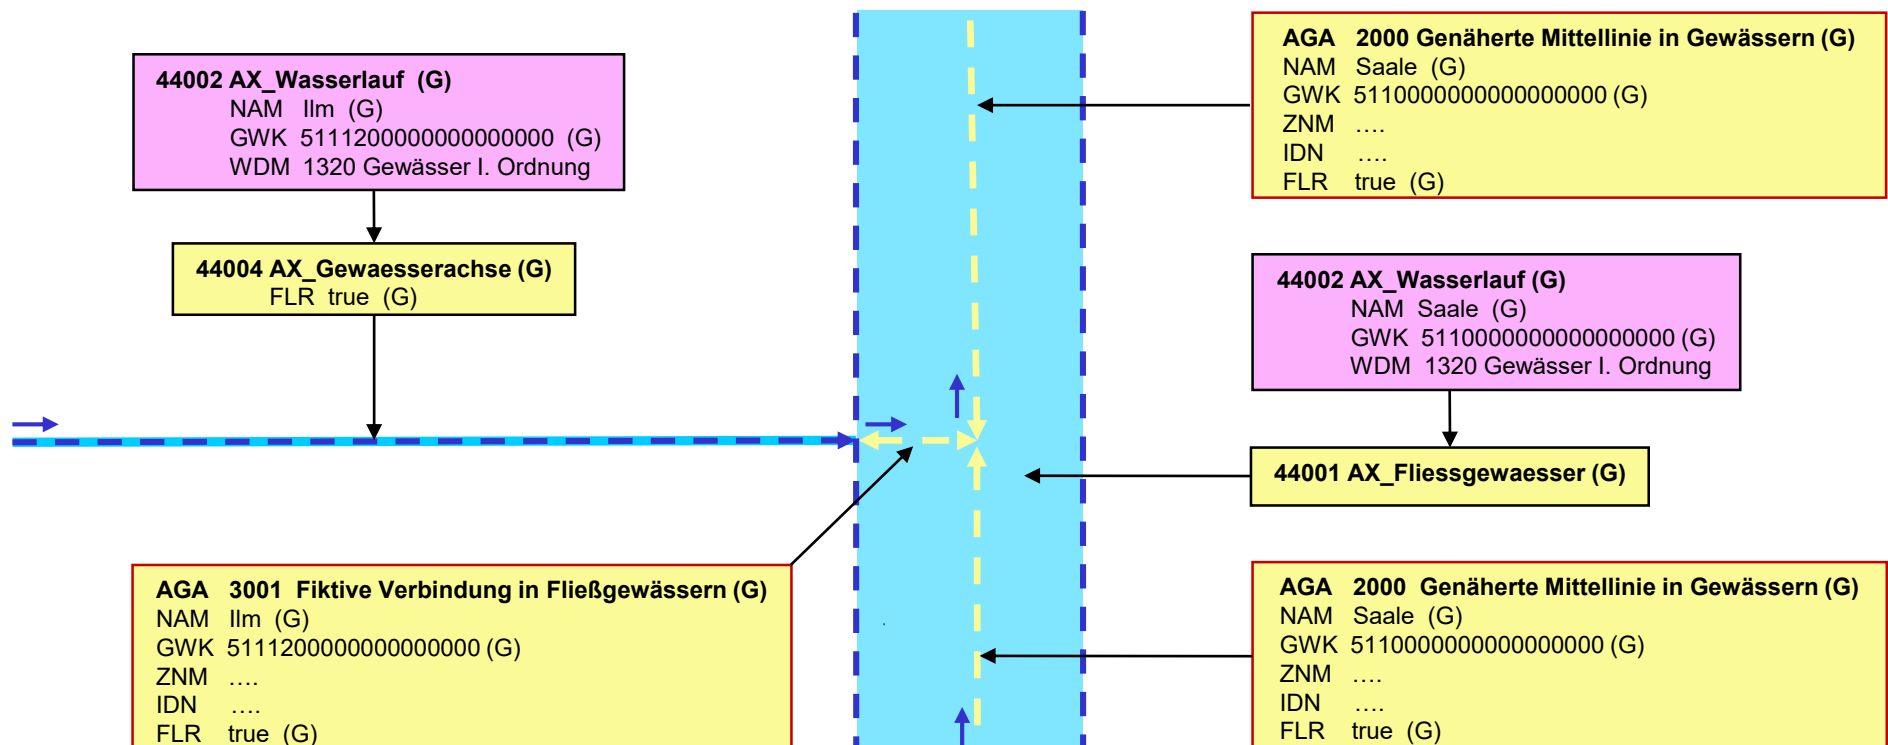 44002 AX_Wasserlauf (G)
NAM Ilm (G)
GWK 5111200000000000000 (G)
WDM 1320 Gewässer I. Ordnung
44004 AX_Gewaesserachse (G)
FLR true (G)
AGA 3001 Fiktive Verbindung in Fließgewässern (G)
NAM Ilm (G)
GWK 5111200000000000000 (G)
ZNM ....
IDN ....
FLR true (G)
AGA 2000 Genäherte Mittellinie in Gewässern (G)
NAM Saale (G)
GWK 5110000000000000000 (G)
ZNM ....
IDN ....
FLR true (G)
44002 AX_Wasserlauf (G)
NAM Saale (G)
GWK 5110000000000000000 (G)
WDM 1320 Gewässer I. Ordnung
44001 AX_Fliessgewaesser (G)
AGA 2000 Genäherte Mittellinie in Gewässern (G)
NAM Saale (G)
GWK 5110000000000000000 (G)
ZNM ....
IDN ....
FLR true (G)